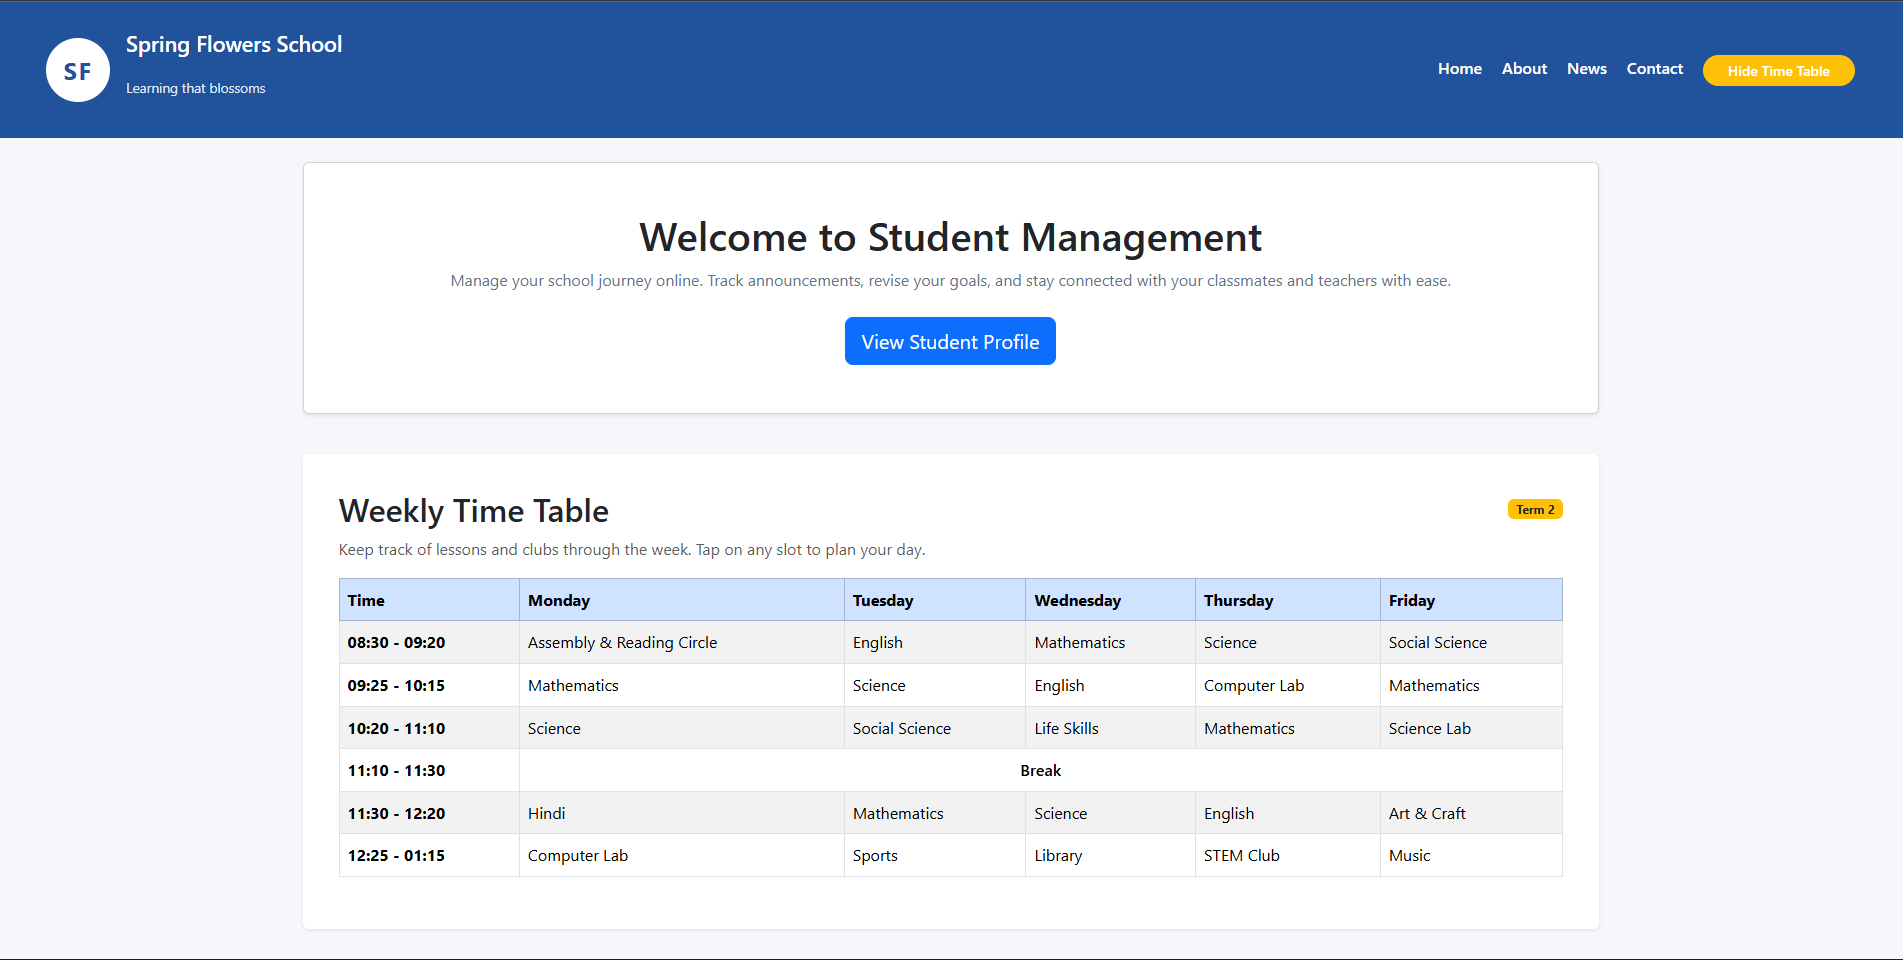 SF
Spring Flowers School
Learning that blossoms
Home About News Contact Hide Time Table
Welcome to Student Management
Manage your school journey online. Track announcements, revise your goals, and stay connected with your classmates and teachers with ease.
View Student Profile
Weekly Time Table
Term 2
Keep track of lessons and clubs through the week. Tap on any slot to plan your day.
Time Monday Tuesday Wednesday Thursday Friday
08:30 - 09:20 Assembly & Reading Circle English Mathematics Science Social Science
09:25 - 10:15 Mathematics Science English Computer Lab Mathematics
10:20 - 11:10 Science Social Science Life Skills Mathematics Science Lab
11:10 - 11:30 Break
11:30 - 12:20 Hindi Mathematics Science English Art & Craft
12:25 - 01:15 Computer Lab Sports Library STEM Club Music